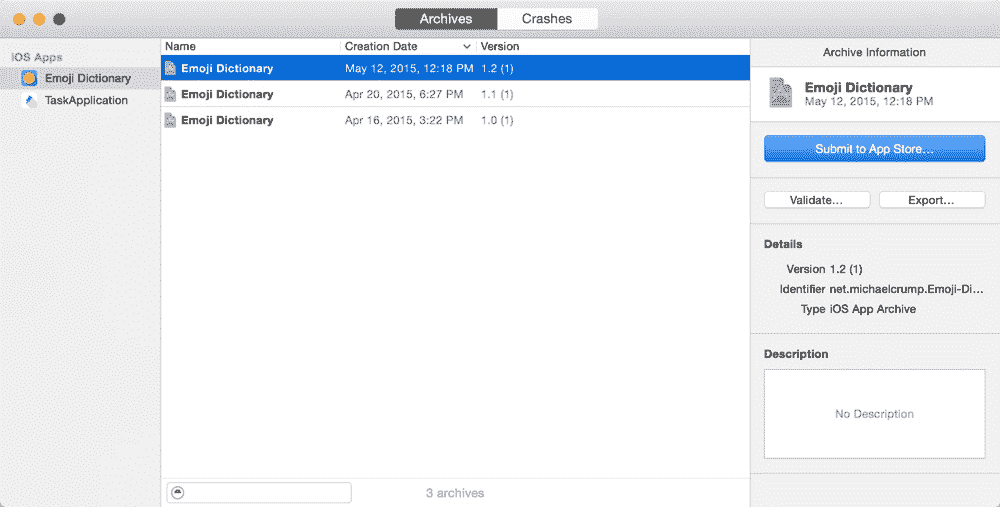 Archives Crashes
iOS Apps
Emoji Dictionary
TaskApplication
Name Creation Date Version
Emoji Dictionary May 12, 2015, 12:18 PM 1.2 (1)
Emoji Dictionary Apr 20, 2015, 6:27 PM 1.1 (1)
Emoji Dictionary Apr 16, 2015, 3:22 PM 1.0 (1)
3 archives
Archive Information
Emoji Dictionary
May 12, 2015, 12:18 PM
Submit to App Store...
Validate... Export...
Details
Version 1.2 (1)
Identifier net.michaelcrump.Emoji-Di...
Type iOS App Archive
Description
No Description